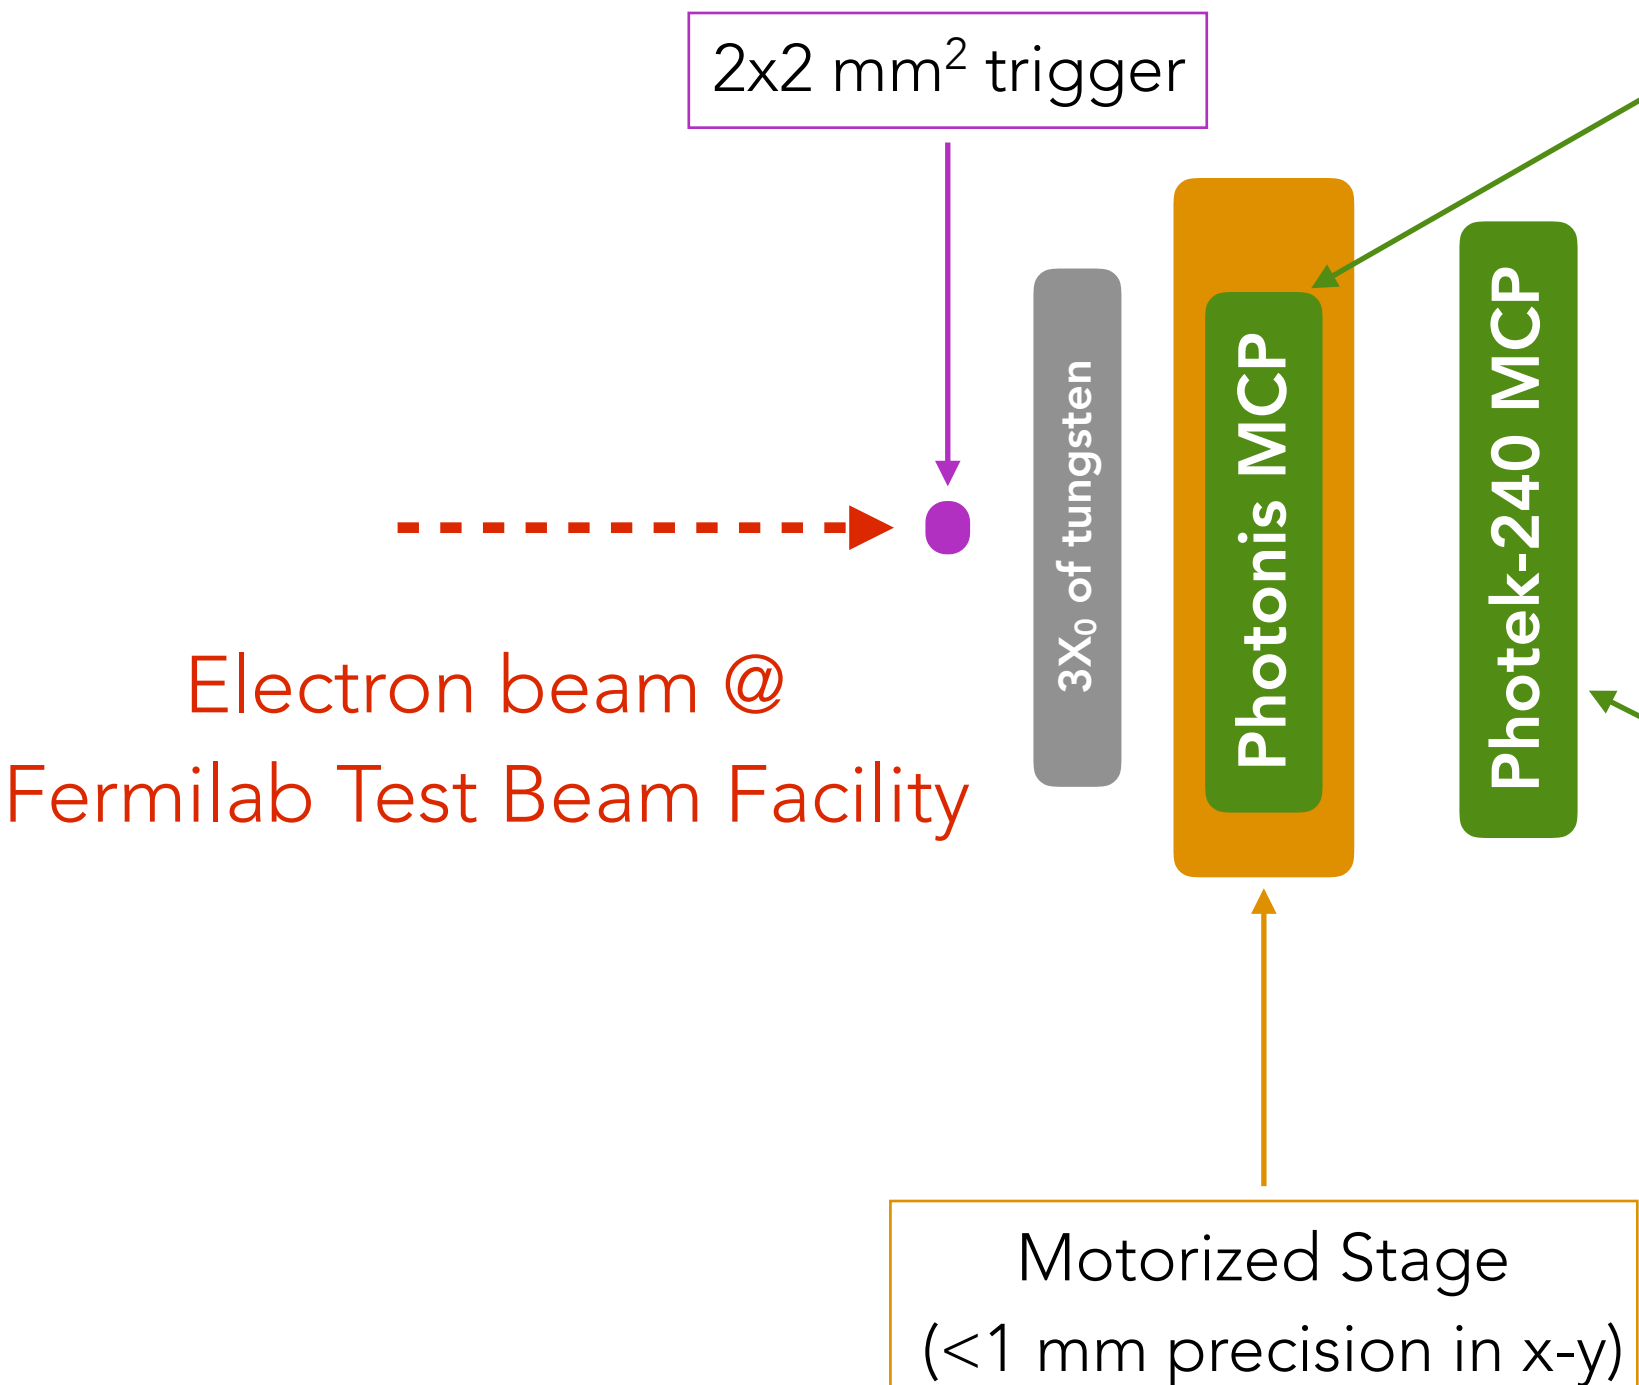 2x2 mm² trigger
3X₀ of tungsten
Photonis MCP
Photek-240 MCP
Electron beam @
Fermilab Test Beam Facility
Motorized Stage
(<1 mm precision in x-y)